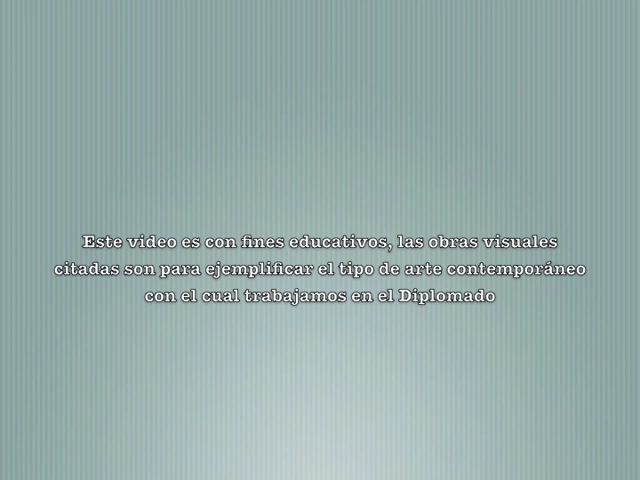 Este video es con fines educativos, las obras visuales
citadas son para ejemplificar el tipo de arte contemporáneo
con el cual trabajamos en el Diplomado